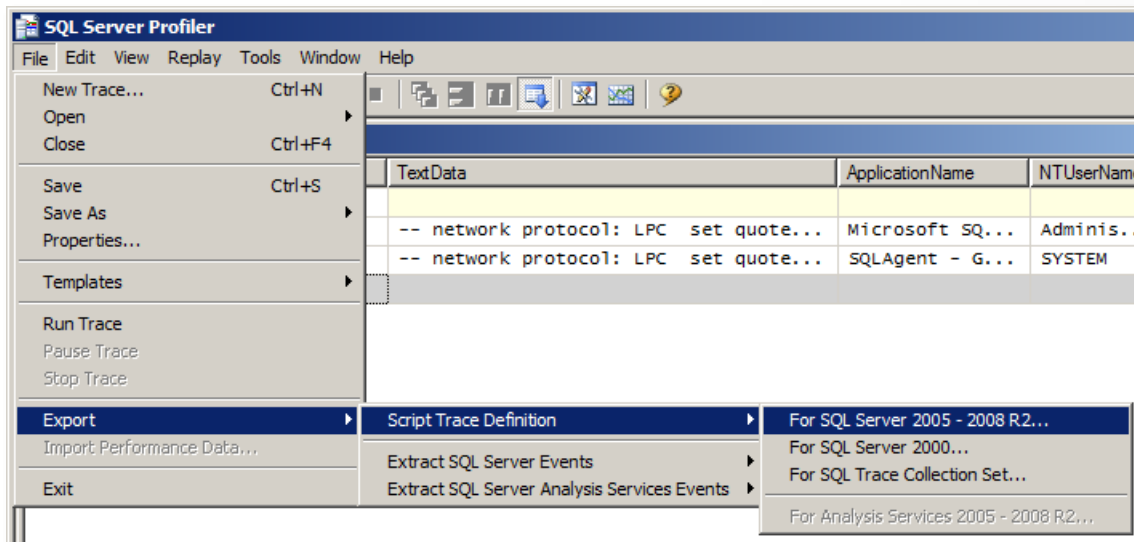 SQL Server Profiler
File Edit View Replay Tools Window Help
New Trace... Ctrl+N
Open
Close Ctrl+F4
Save Ctrl+S
Save As
Properties...
Templates
Run Trace
Pause Trace
Stop Trace
Export
Import Performance Data...
Exit
TextData ApplicationName NTUserName
-- network protocol: LPC set quote... Microsoft SQ... Adminis..
-- network protocol: LPC set quote... SQLAgent - G... SYSTEM
Script Trace Definition
Extract SQL Server Events
Extract SQL Server Analysis Services Events
For SQL Server 2005 - 2008 R2...
For SQL Server 2000...
For SQL Trace Collection Set...
For Analysis Services 2005 - 2008 R2...